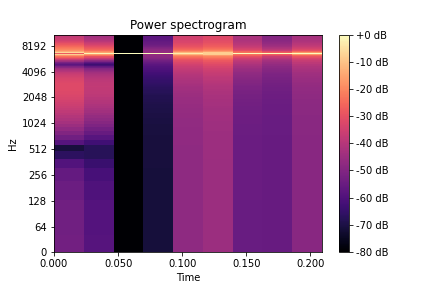 Power spectrogram
8192
4096
2048
1024
512
256
128
64
0
Hz
0.000 0.050 0.100 0.150 0.200
Time
+0 dB
-10 dB
-20 dB
-30 dB
-40 dB
-50 dB
-60 dB
-70 dB
-80 dB